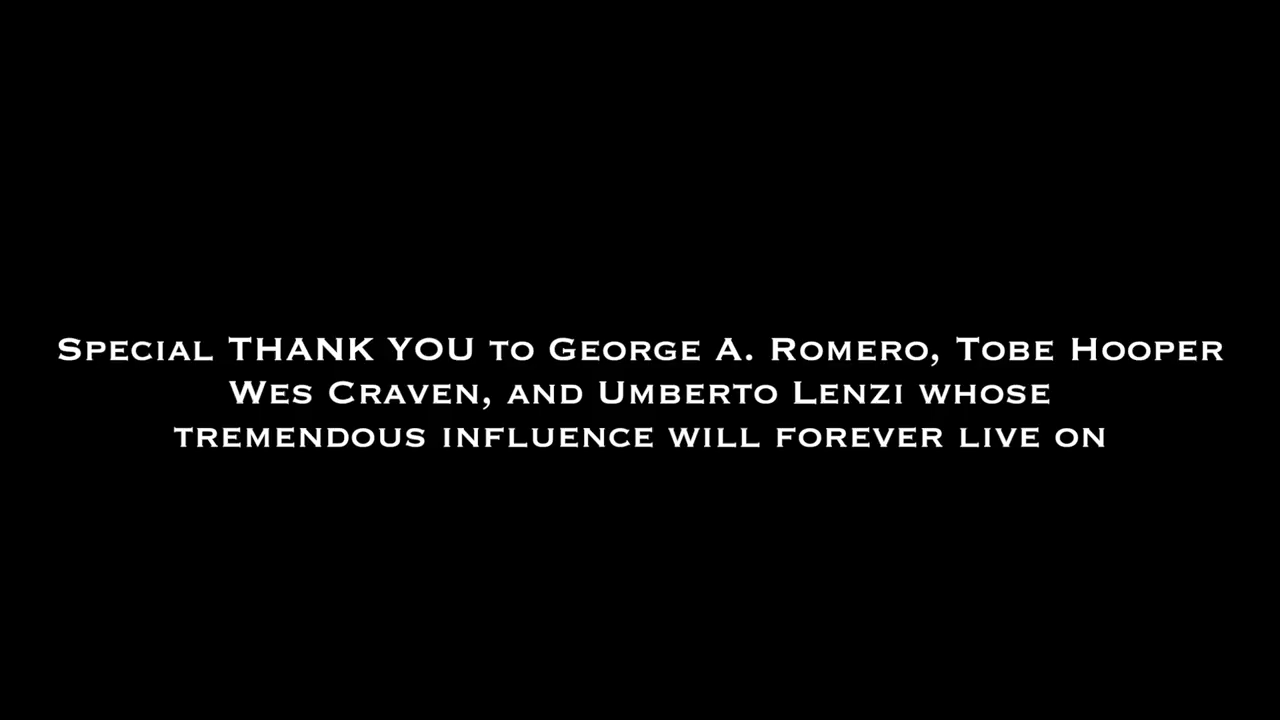 Special THANK YOU to George A. Romero, Tobe Hooper
Wes Craven, and Umberto Lenzi whose
tremendous influence will forever live on